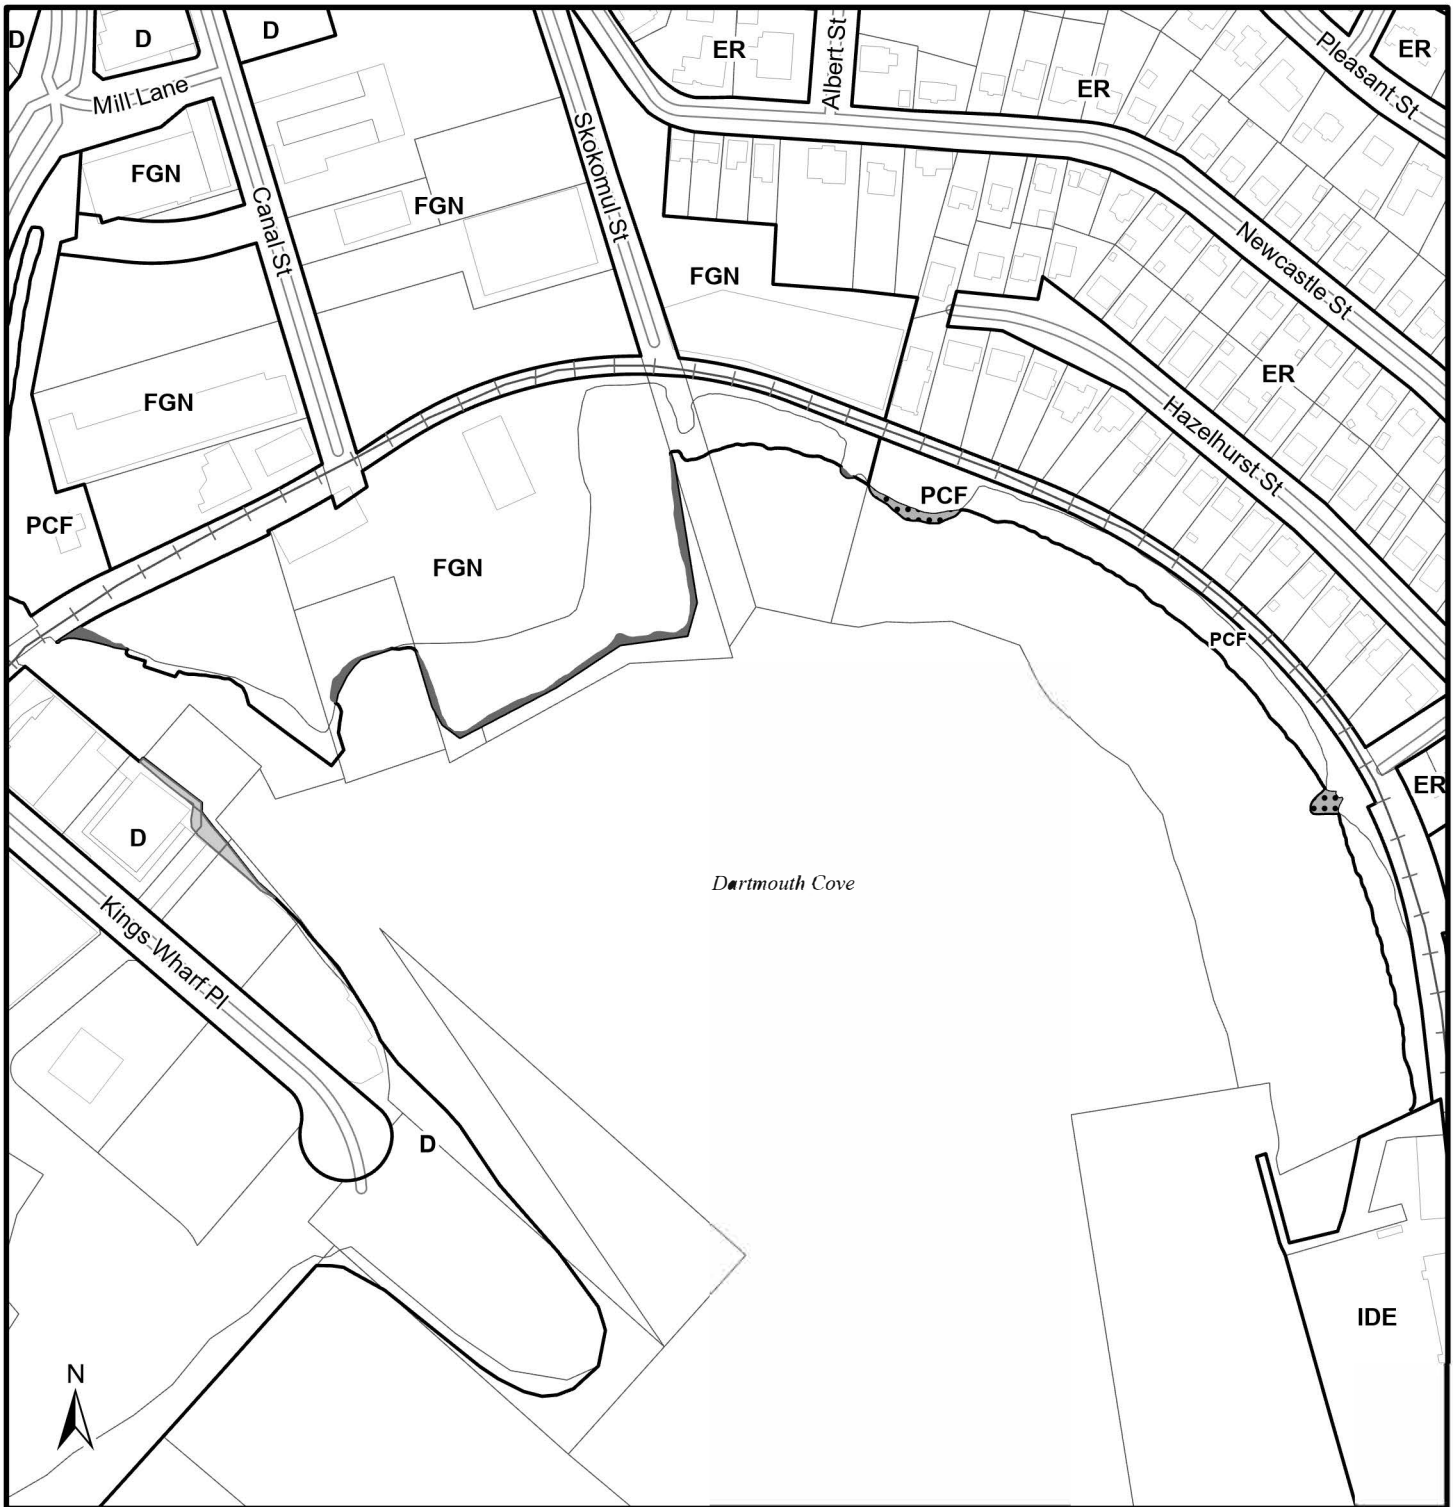 D
D
D
ER
Albert St
Pleasant St
ER
Mill Lane
ER
FGN
Skokomul St
FGN
Canal St
FGN
Newcastle St
FGN
ER
Hazelhurst St
PCF
PCF
FGN
PCF
ER
D
Dartmouth Cove
Kings Wharf Pl
D
IDE
N